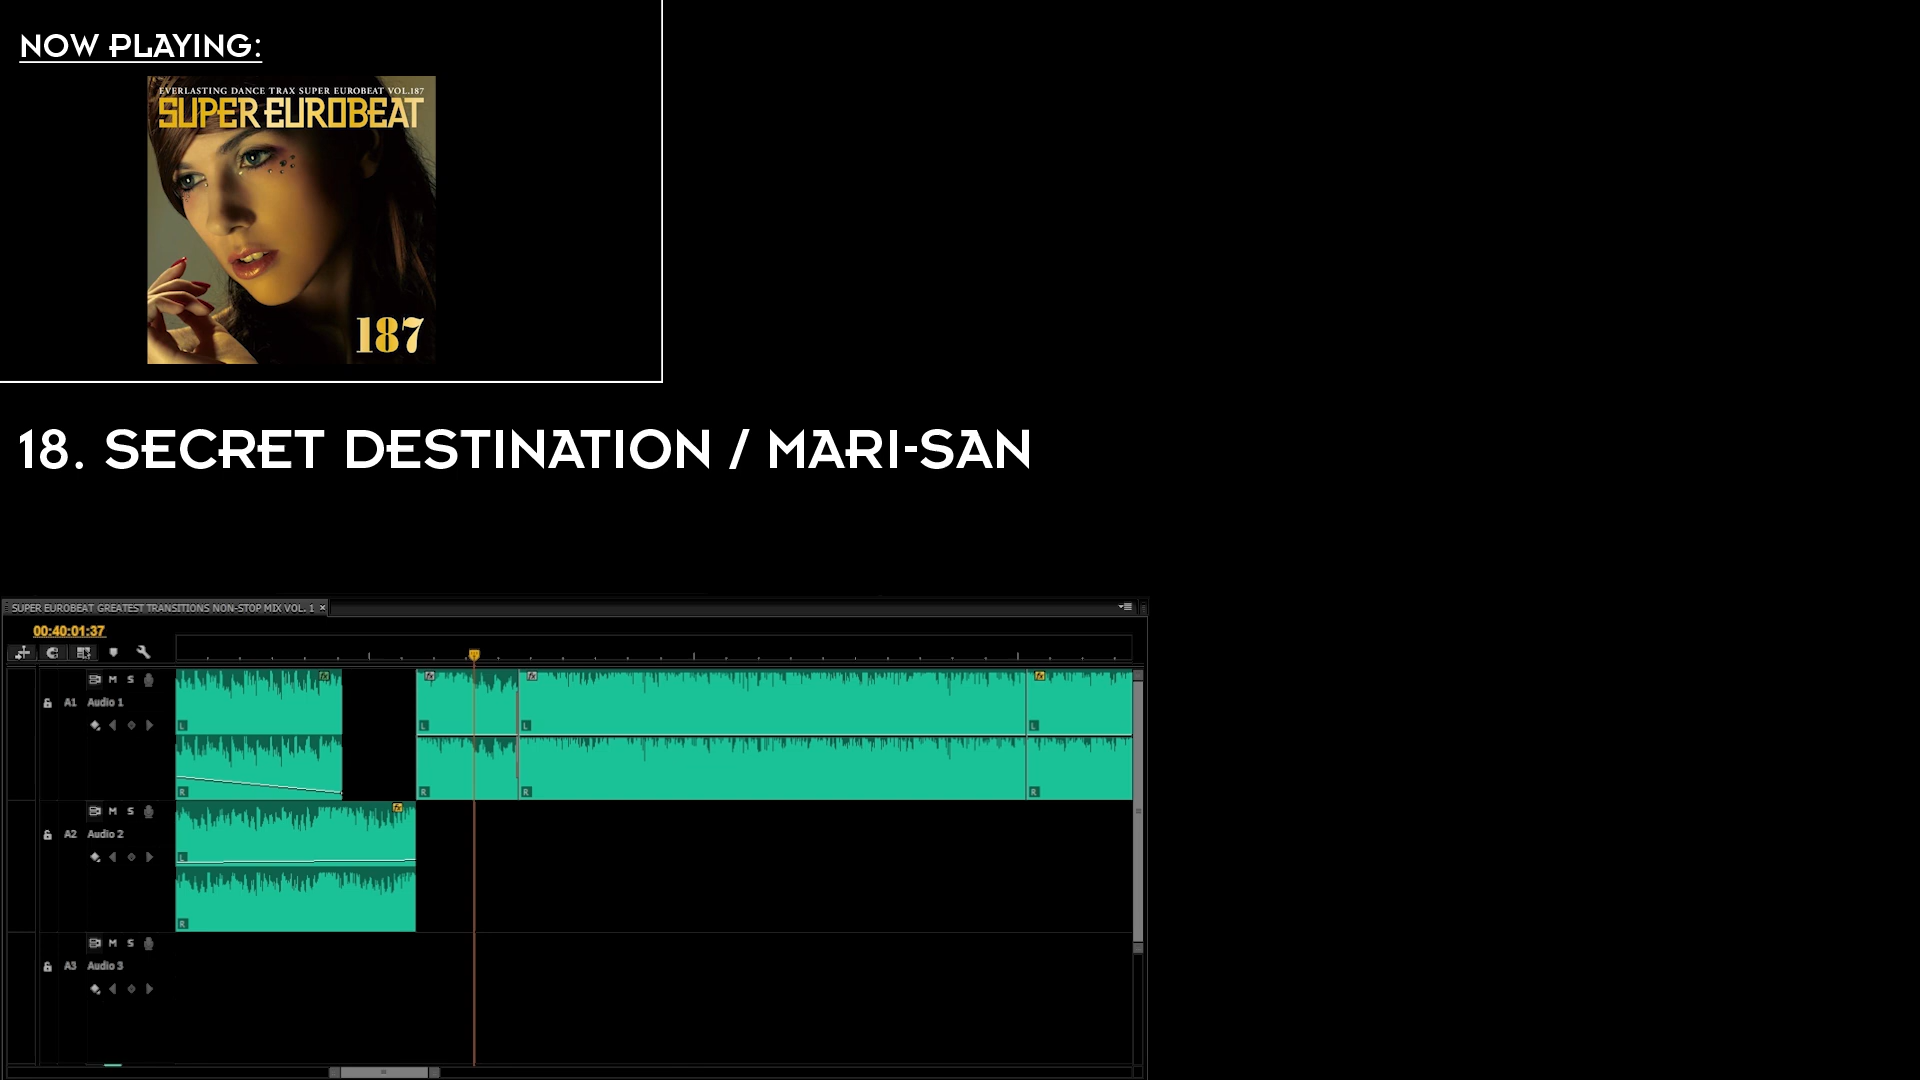 NOW PLAYING:
EVERLASTING DANCE TRAX SUPER EUROBEAT VOL.187
SUPER EUROBEAT
187
18. SECRET DESTINATION / MARI-SAN
SUPER EUROBEAT GREATEST TRANSITIONS NON-STOP MIX VOL. 1 ×
00:40:01:37
M S
A1 Audio 1
L L L L
R R R R
M S
A2 Audio 2
L
R
M S
A3 Audio 3